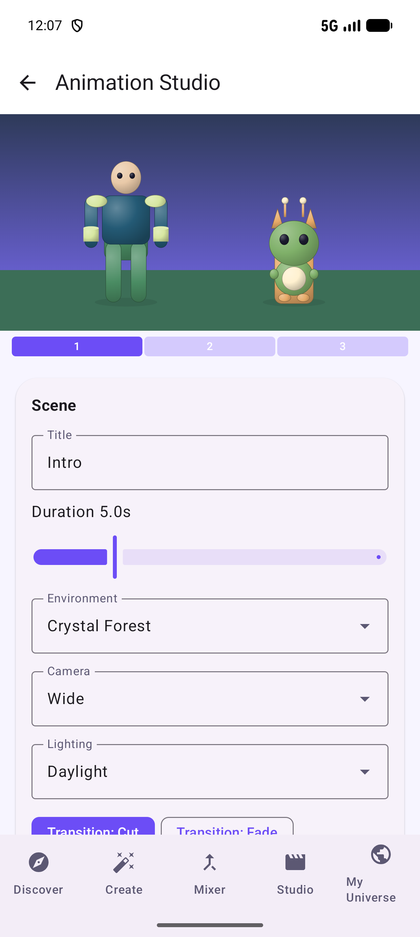 12:07
5G
Animation Studio
1
2
3
Scene
Title
Intro
Duration 5.0s
Environment
Crystal Forest
Camera
Wide
Lighting
Daylight
Transition: Cut
Transition: Fade
Discover
Create
Mixer
Studio
My
Universe